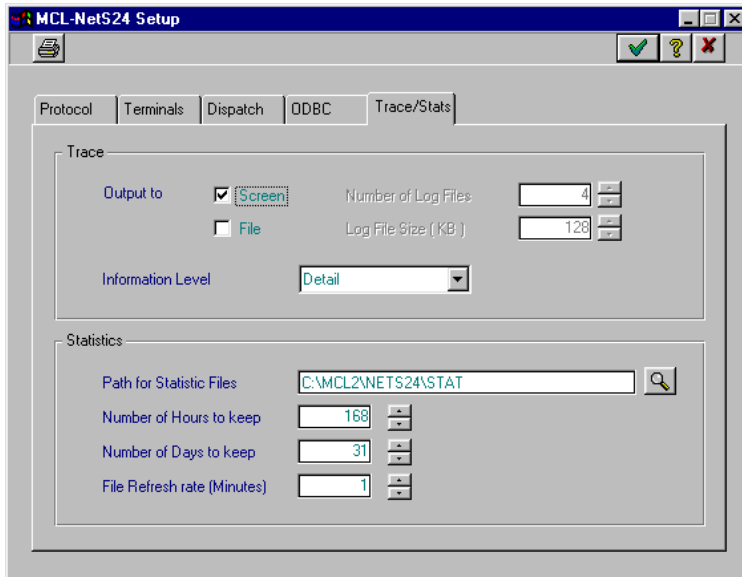 MCL-NetS24 Setup
Protocol Terminals Dispatch ODBC Trace/Stats
Trace
Output to Screen Number of Log Files 4
File Log File Size ( KB ) 128
Information Level Detail
Statistics
Path for Statistic Files C:\MCL2\NETS24\STAT
Number of Hours to keep 168
Number of Days to keep 31
File Refresh rate (Minutes) 1